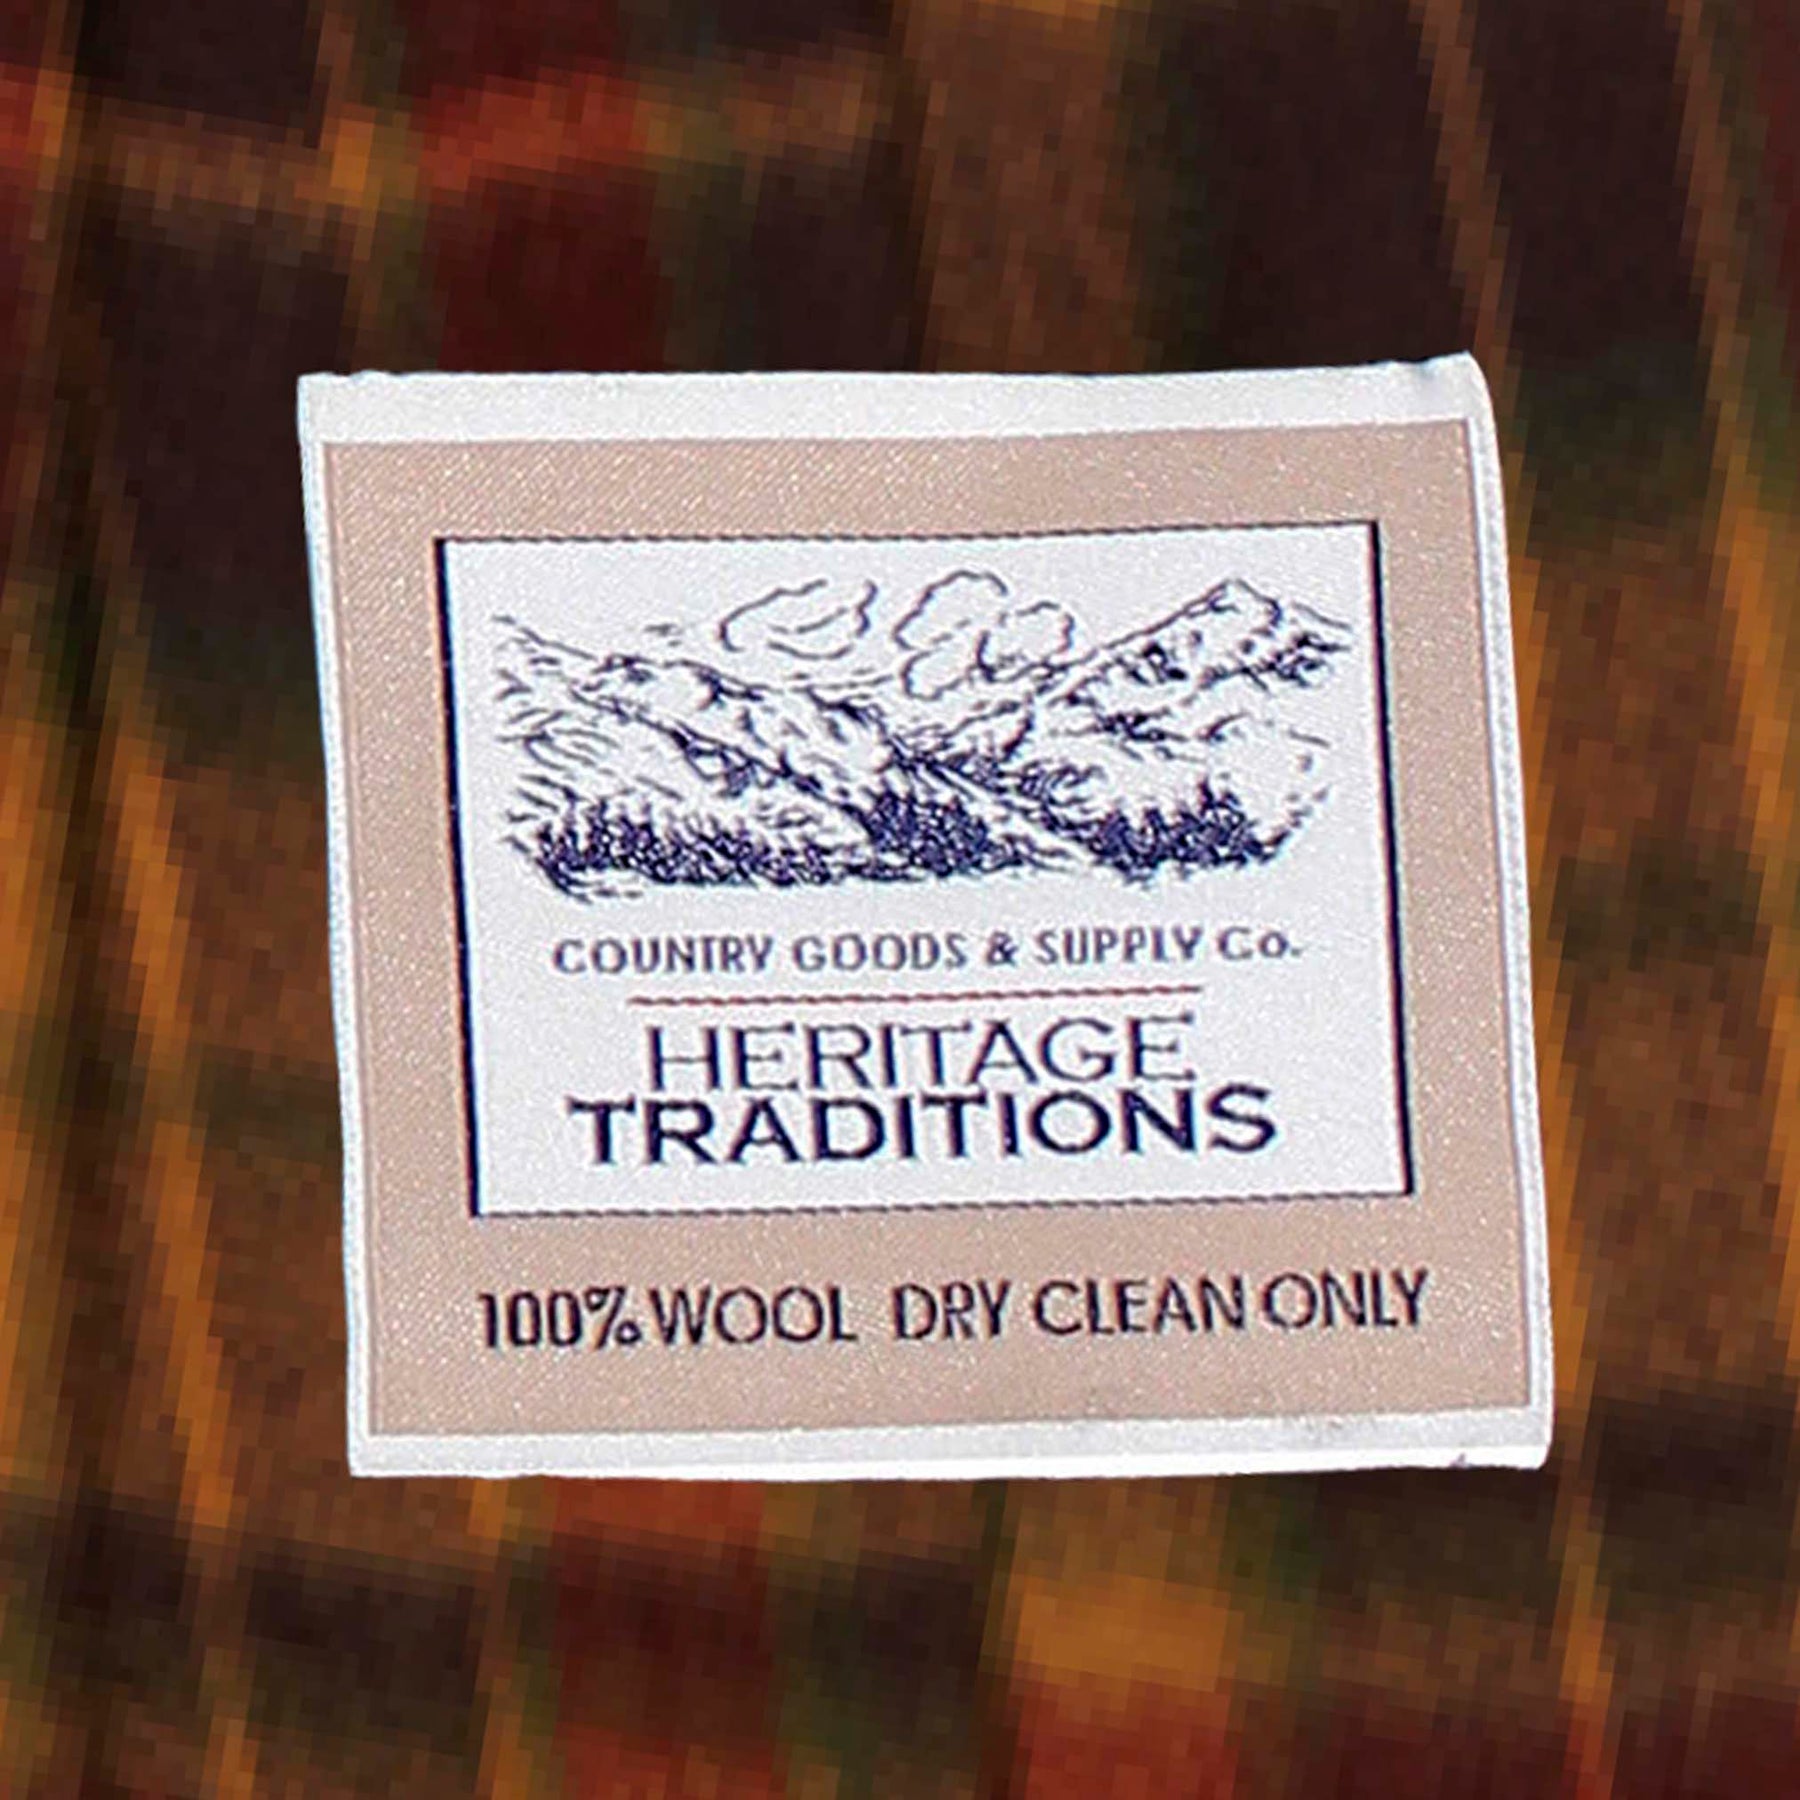 COUNTRY GOODS & SUPPLY Co.
HERITAGE
TRADITIONS
100% WOOL DRY CLEAN ONLY